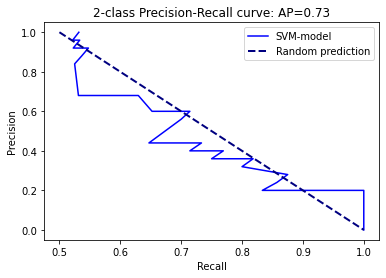 2-class Precision-Recall curve: AP=0.73
SVM-model
Random prediction
Precision
1.0
0.8
0.6
0.4
0.2
0.0
0.5 0.6 0.7 0.8 0.9 1.0
Recall